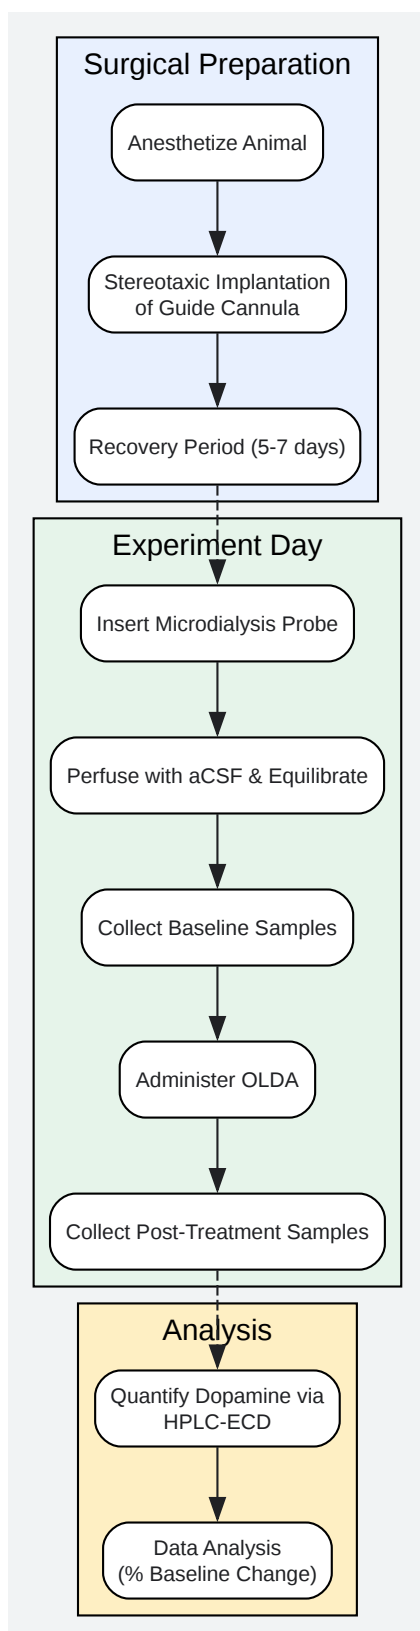 Surgical Preparation
Anesthetize Animal
Stereotaxic Implantation
of Guide Cannula
Recovery Period (5-7 days)
Experiment Day
Insert Microdialysis Probe
Perfuse with aCSF & Equilibrate
Collect Baseline Samples
Administer OLDA
Collect Post-Treatment Samples
Analysis
Quantify Dopamine via
HPLC-ECD
Data Analysis
(% Baseline Change)